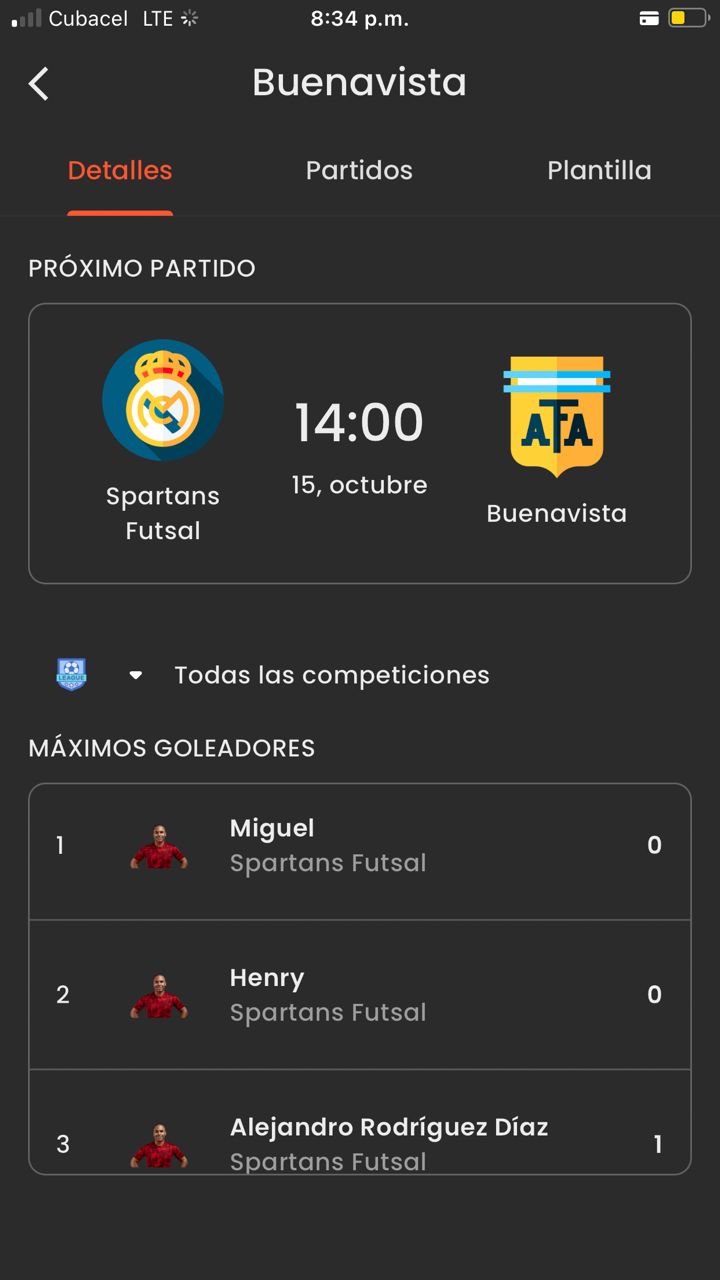 Cubacel LTE 8:34 p.m.
Buenavista
Detalles Partidos Plantilla
PRÓXIMO PARTIDO
14:00
15, octubre
Spartans
Futsal
AFA
Buenavista
LEAGUE
Todas las competiciones
MÁXIMOS GOLEADORES
1 Miguel 0
Spartans Futsal
2 Henry 0
Spartans Futsal
3 Alejandro Rodríguez Díaz 1
Spartans Futsal